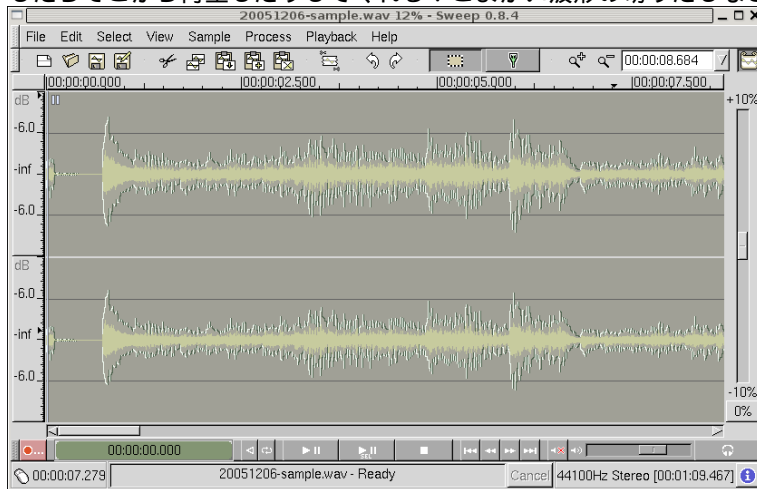 20051206-sample.wav 12% - Sweep 0.8.4
File Edit Select View Sample Process Playback Help
00:00:08.684
00:00:00.000 00:00:02.500 00:00:05.000 00:00:07.500
dB
+10%
-6.0
-inf
-6.0
dB
-6.0
-inf
-6.0
-10%
0%
00:00:00.000
SEL
00:00:07.279 20051206-sample.wav - Ready Cancel 44100Hz Stereo [00:01:09.467]